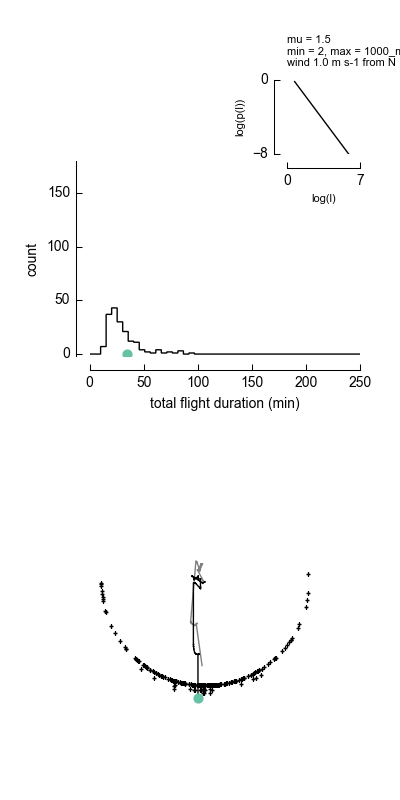 mu = 1.5
min = 2, max = 1000_m
wind 1.0 m s-1 from N
0
−8
log(p(l))
0 7
log(l)
150
100
50
0
count
0 50 100 150 200 250
total flight duration (min)